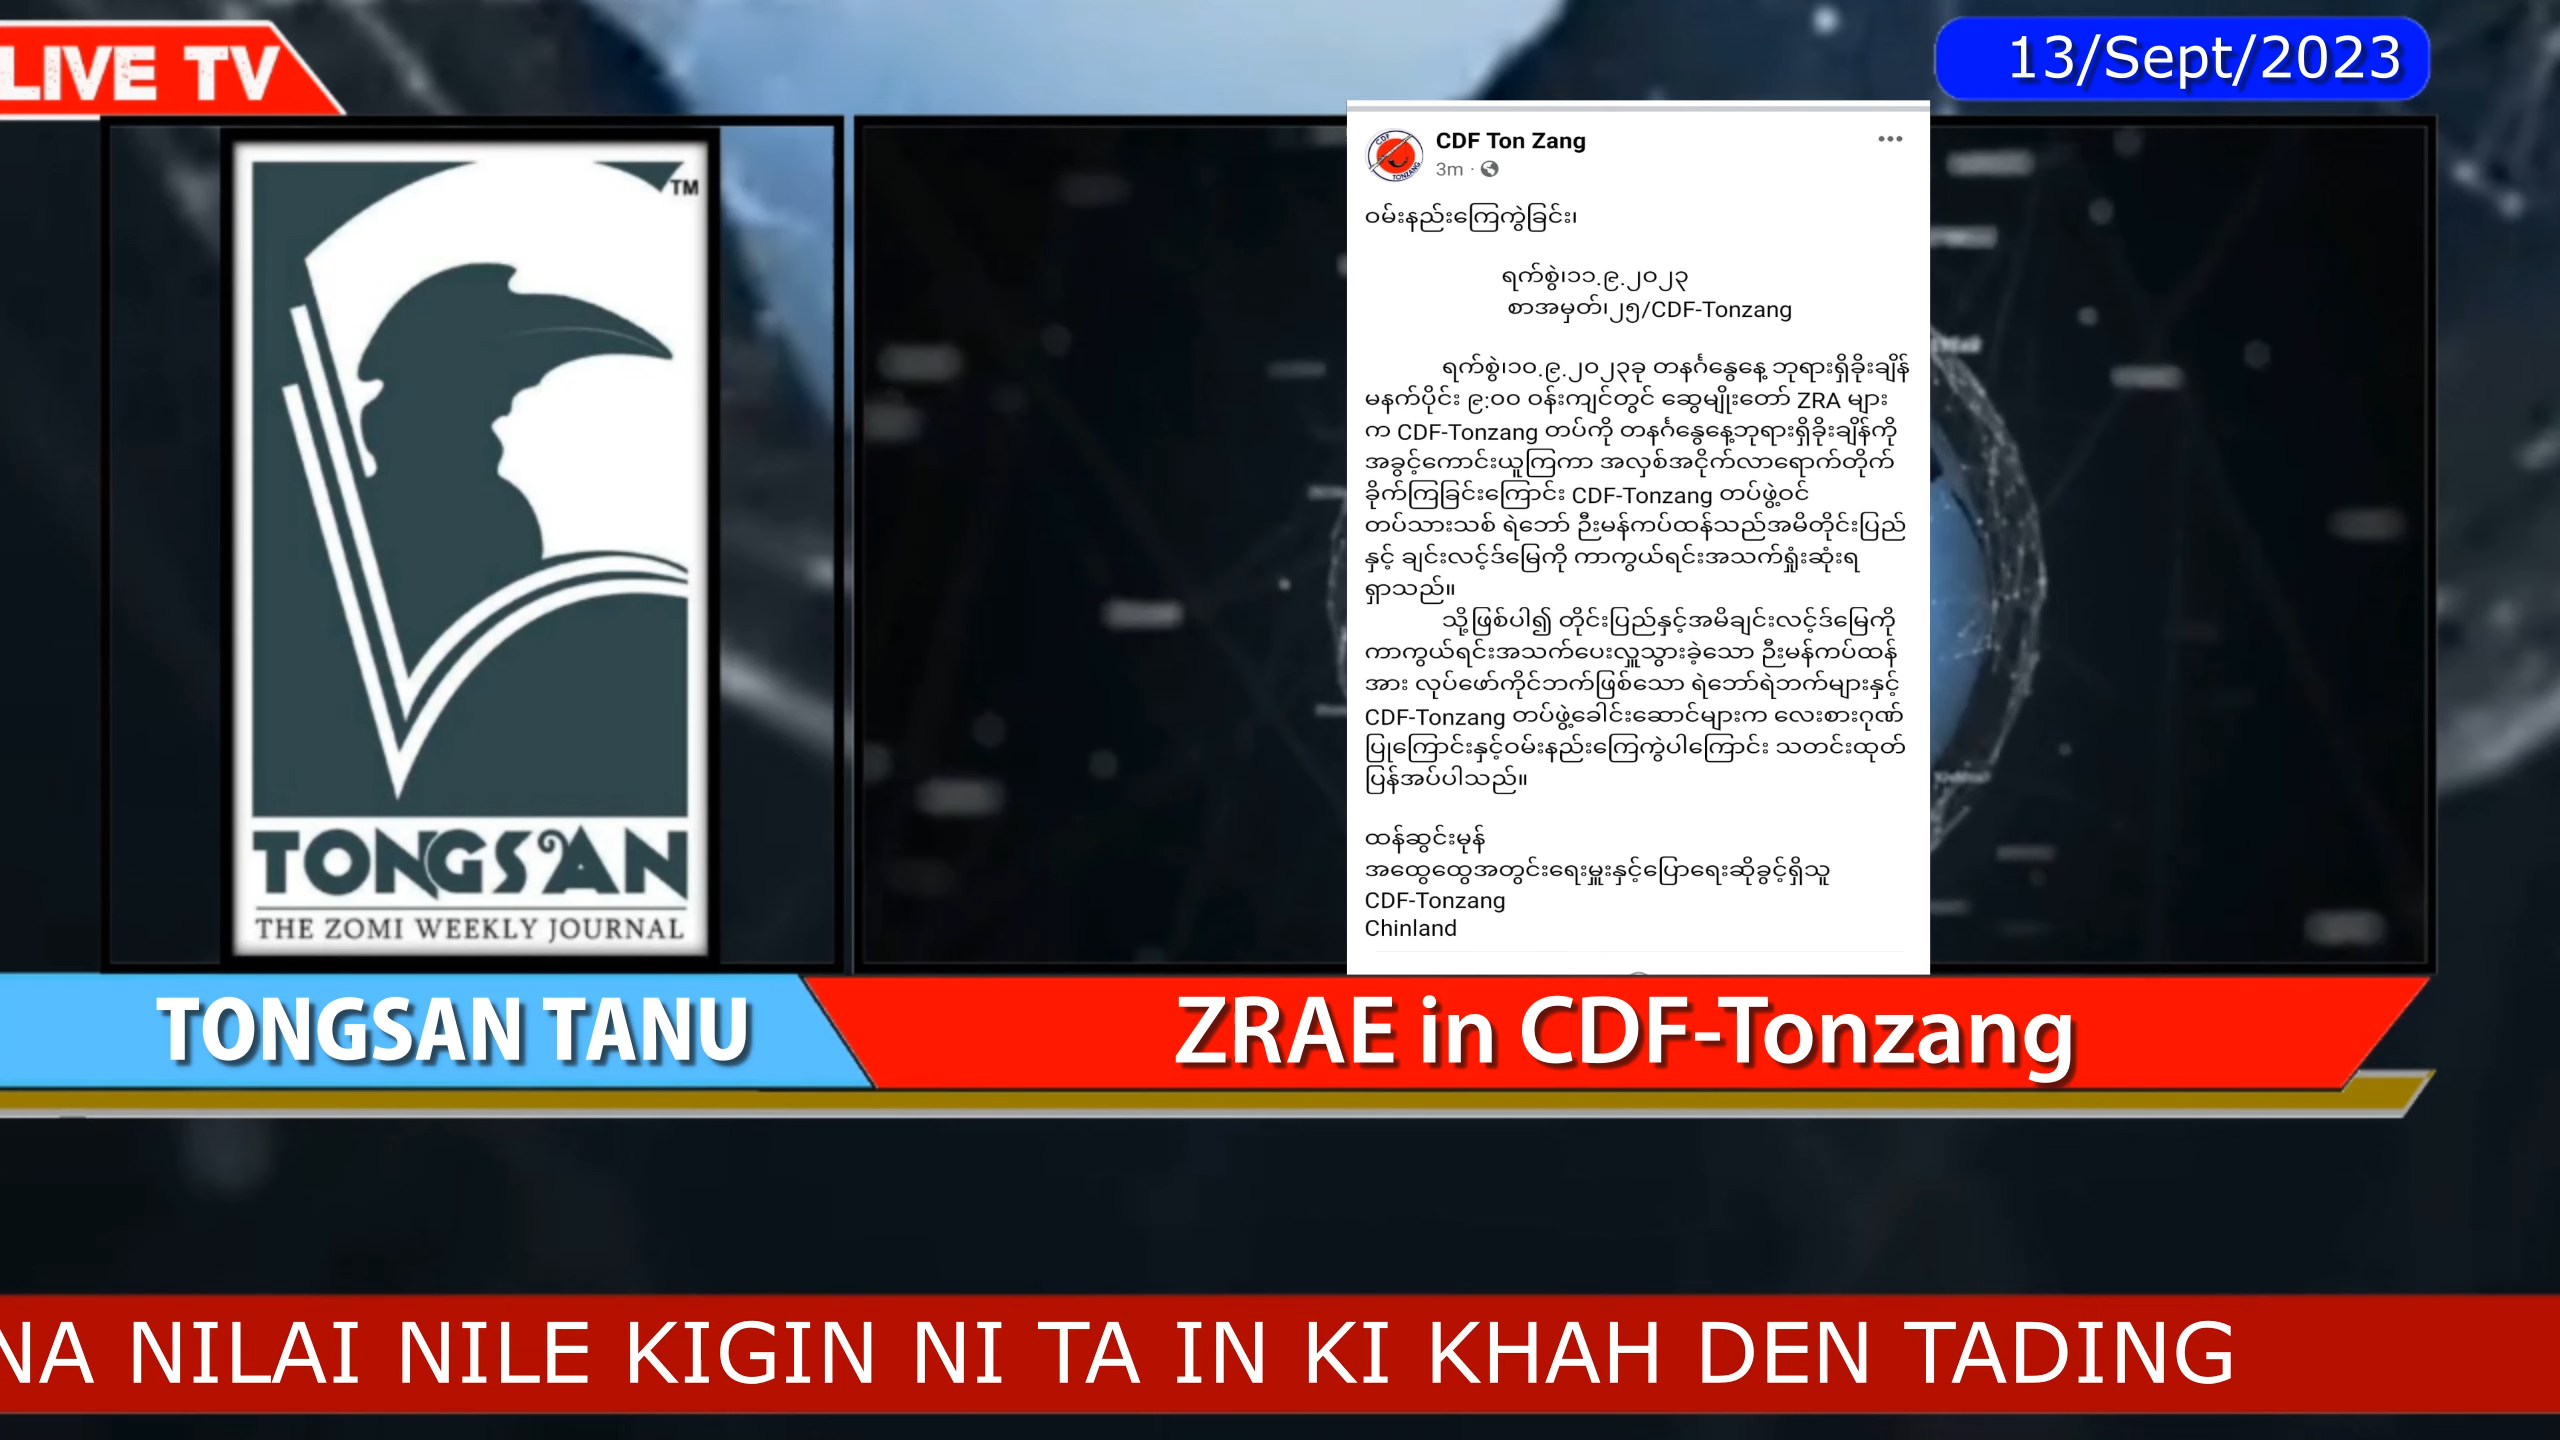 LIVE TV
13/Sept/2023
TM
TONGSAN
THE ZOMI WEEKLY JOURNAL
CDF Ton Zang
3m
CDF
TONZANG
ဝမ်းနည်းကြေကွဲခြင်း၊
ရက်စွဲ၊၁၁.၉.၂၀၂၃
စာအမှတ်၊၂၅/CDF-Tonzang
ရက်စွဲ၊၁၀.၉.၂၀၂၃ခု တနင်္ဂနွေနေ့ ဘုရားရှိခိုးချိန်
မနက်ပိုင်း ၉:၀၀ ဝန်းကျင်တွင် ဆွေမျိုးတော် ZRA များ
က CDF-Tonzang တပ်ကို တနင်္ဂနွေနေ့ဘုရားရှိခိုးချိန်ကို
အခွင့်ကောင်းယူကြကာ အလှစ်အငိုက်လာရောက်တိုက်
ခိုက်ကြခြင်းကြောင်း CDF-Tonzang တပ်ဖွဲ့ဝင်
တပ်သားသစ် ရဲဘော် ဦးမန်ကပ်ထန်သည်အမိတိုင်းပြည်
နှင့် ချင်းလင့်ဒ်မြေကို ကာကွယ်ရင်းအသက်ရှုံးဆုံးရ
ရှာသည်။
သို့ဖြစ်ပါ၍ တိုင်းပြည်နှင့်အမိချင်းလင့်ဒ်မြေကို
ကာကွယ်ရင်းအသက်ပေးလှူသွားခဲ့သော ဦးမန်ကပ်ထန်
အား လုပ်ဖော်ကိုင်ဘက်ဖြစ်သော ရဲဘော်ရဲဘက်များနှင့်
CDF-Tonzang တပ်ဖွဲ့ခေါင်းဆောင်များက လေးစားဂုဏ်
ပြုကြောင်းနှင့်ဝမ်းနည်းကြေကွဲပါကြောင်း သတင်းထုတ်
ပြန်အပ်ပါသည်။
ထန်ဆွင်းမုန်
အထွေထွေအတွင်းရေးမှူးနှင့်ပြောရေးဆိုခွင့်ရှိသူ
CDF-Tonzang
Chinland
TONGSAN TANU
ZRAE in CDF-Tonzang
NA NILAI NILE KIGIN NI TA IN KI KHAH DEN TADING